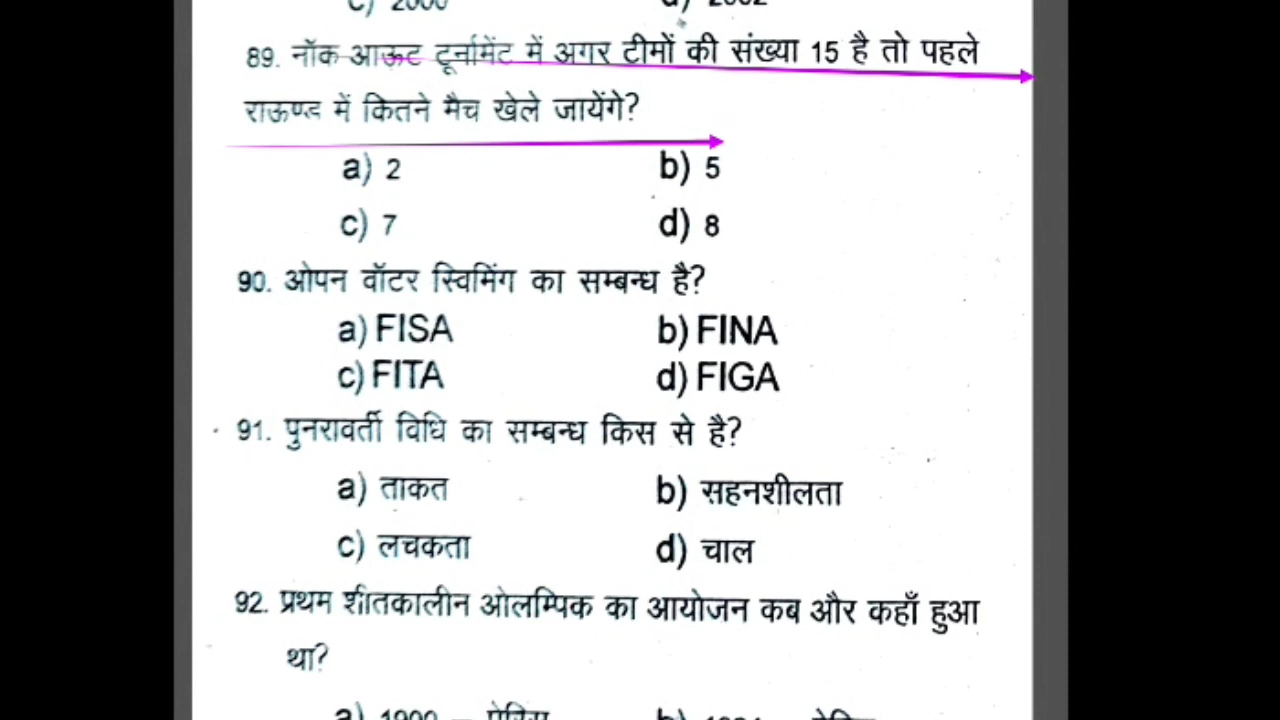 89. नॉक आऊट टूर्नामेंट में अगर टीमों की संख्या 15 है तो पहले
राऊण्ड में कितने मैच खेले जायेंगे?
a) 2 b) 5
c) 7 d) 8
90. ओपन वॉटर स्विमिंग का सम्बन्ध है?
a) FISA b) FINA
c) FITA d) FIGA
91. पुनरावर्ती विधि का सम्बन्ध किस से है?
a) ताकत b) सहनशीलता
c) लचकता d) चाल
92. प्रथम शीतकालीन ओलम्पिक का आयोजन कब और कहाँ हुआ
था?